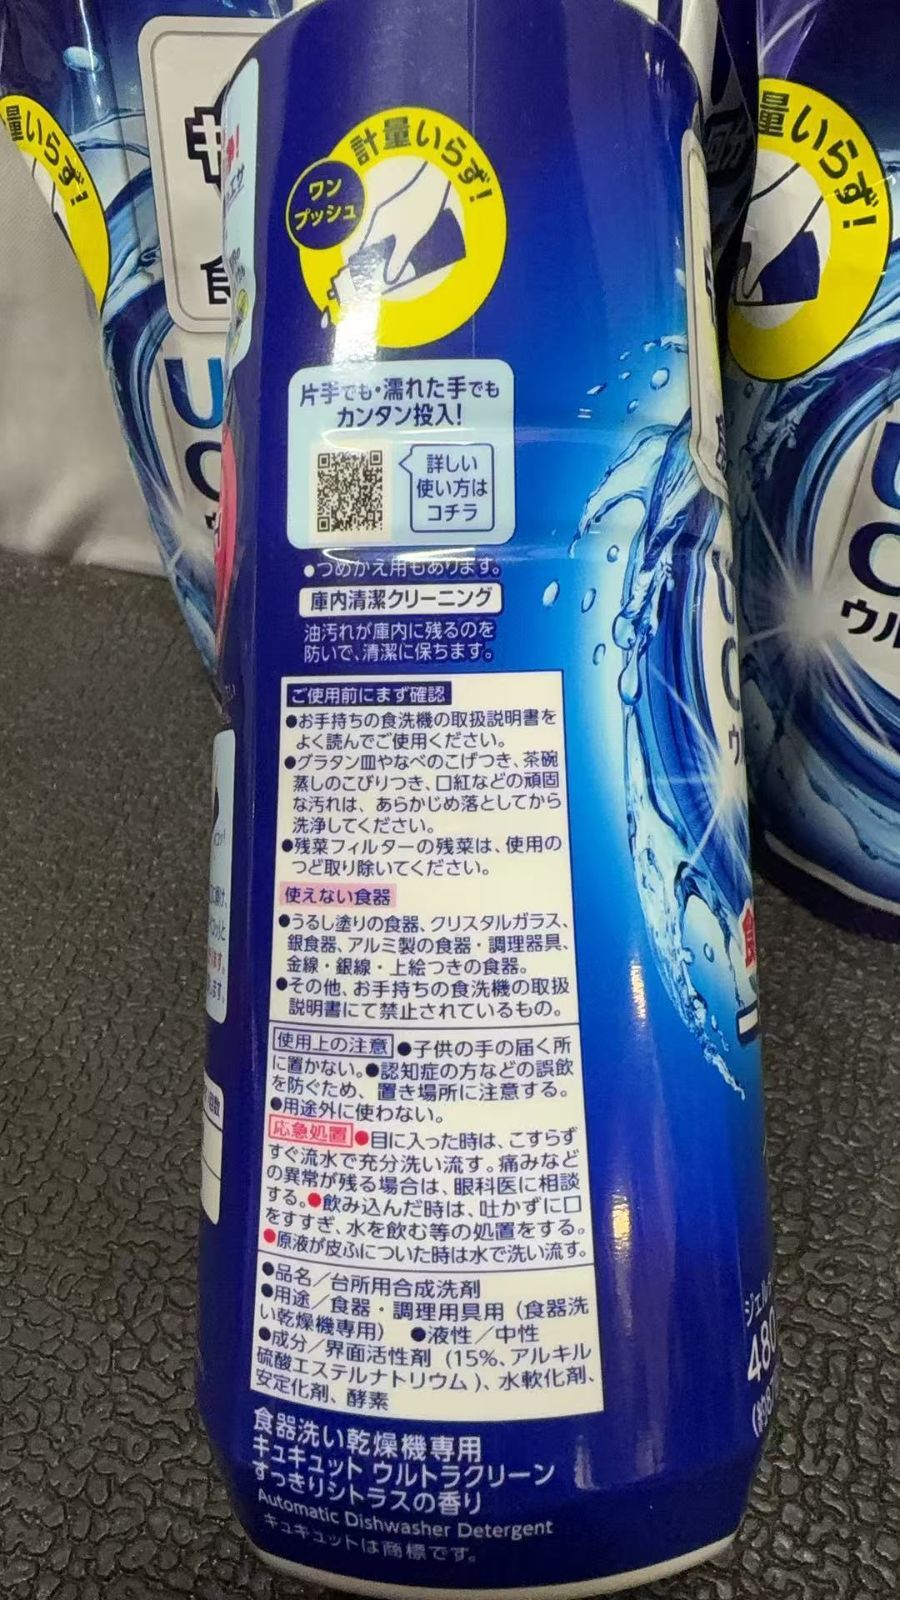 計量いらず!
ワン
プッシュ
片手でも・濡れた手でも
カンタン投入!
詳しい
使い方は
コチラ
●つめかえ用もあります。
庫内清潔クリーニング
油汚れが庫内に残るのを
防いで、清潔に保ちます。
ご使用前にまず確認
●お手持ちの食洗機の取扱説明書を
よく読んでご使用ください。
●グラタン皿やなべのこげつき、茶碗
蒸しのこびりつき、口紅などの頑固
な汚れは、あらかじめ落としてから
洗浄してください。
●残菜フィルターの残菜は、使用の
つど取り除いてください。
使えない食器
●うるし塗りの食器、クリスタルガラス、
銀食器、アルミ製の食器・調理器具、
金線・銀線・上絵つきの食器。
●その他、お手持ちの食洗機の取扱
説明書にて禁止されているもの。
使用上の注意 ●子供の手の届く所
に置かない。●認知症の方などの誤飲
を防ぐため、置き場所に注意する。
●用途外に使わない。
応急処置 ●目に入った時は、こすらず
すぐ流水で充分洗い流す。痛みなど
の異常が残る場合は、眼科医に相談
する。●飲み込んだ時は、吐かずに口
をすすぎ、水を飲む等の処置をする。
●原液が皮ふについた時は水で洗い流す。
●品名／台所用合成洗剤
●用途／食器・調理用具用（食器洗
い乾燥機専用） ●液性／中性
●成分／界面活性剤（15%、アルキル
硫酸エステルナトリウム）、水軟化剤、
安定化剤、酵素
食器洗い乾燥機専用
キュキュット ウルトラクリーン
すっきりシトラスの香り
Automatic Dishwasher Detergent
キュキュットは商標です。
量いらず!
量いらず!